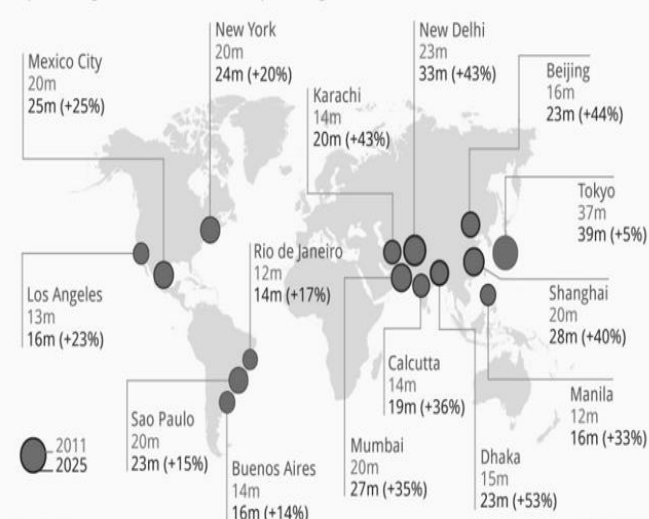 New York
20m
24m (+20%)
New Delhi
23m
33m (+43%)
Mexico City
20m
25m (+25%)
Beijing
16m
23m (+44%)
Karachi
14m
20m (+43%)
Tokyo
37m
39m (+5%)
Rio de Janeiro
12m
14m (+17%)
Los Angeles
13m
16m (+23%)
Shanghai
20m
28m (+40%)
Calcutta
14m
19m (+36%)
Manila
12m
16m (+33%)
Sao Paulo
20m
23m (+15%)
Mumbai
20m
27m (+35%)
Dhaka
15m
23m (+53%)
Buenos Aires
14m
16m (+14%)
2011
2025